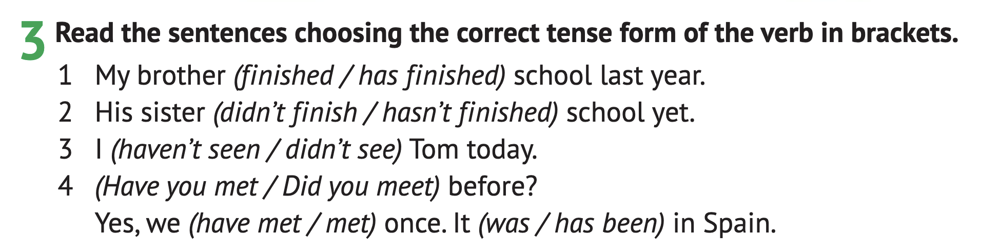 3 Read the sentences choosing the correct tense form of the verb in brackets.
1 My brother (finished / has finished) school last year.
2 His sister (didn’t finish / hasn’t finished) school yet.
3 I (haven’t seen / didn’t see) Tom today.
4 (Have you met / Did you meet) before?
Yes, we (have met / met) once. It (was / has been) in Spain.